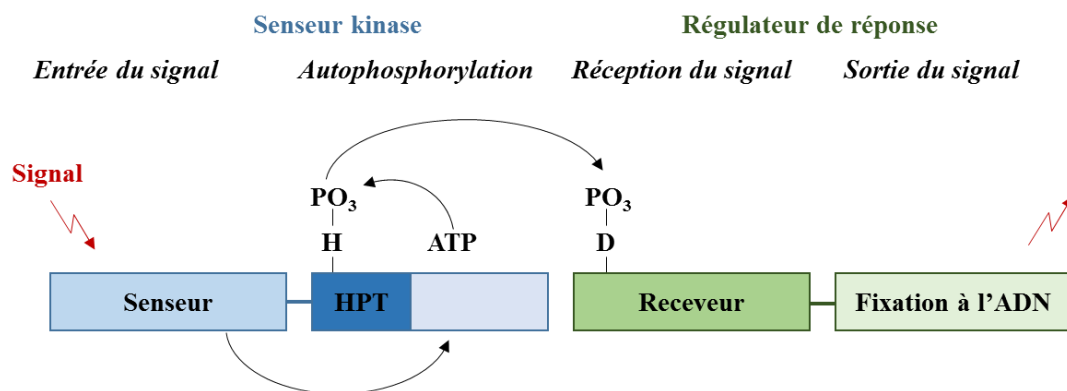 Senseur kinase Régulateur de réponse
Entrée du signal Autophosphorylation Réception du signal Sortie du signal
Signal
PO₃ PO₃
H ATP D
Senseur HPT Receveur Fixation à l'ADN